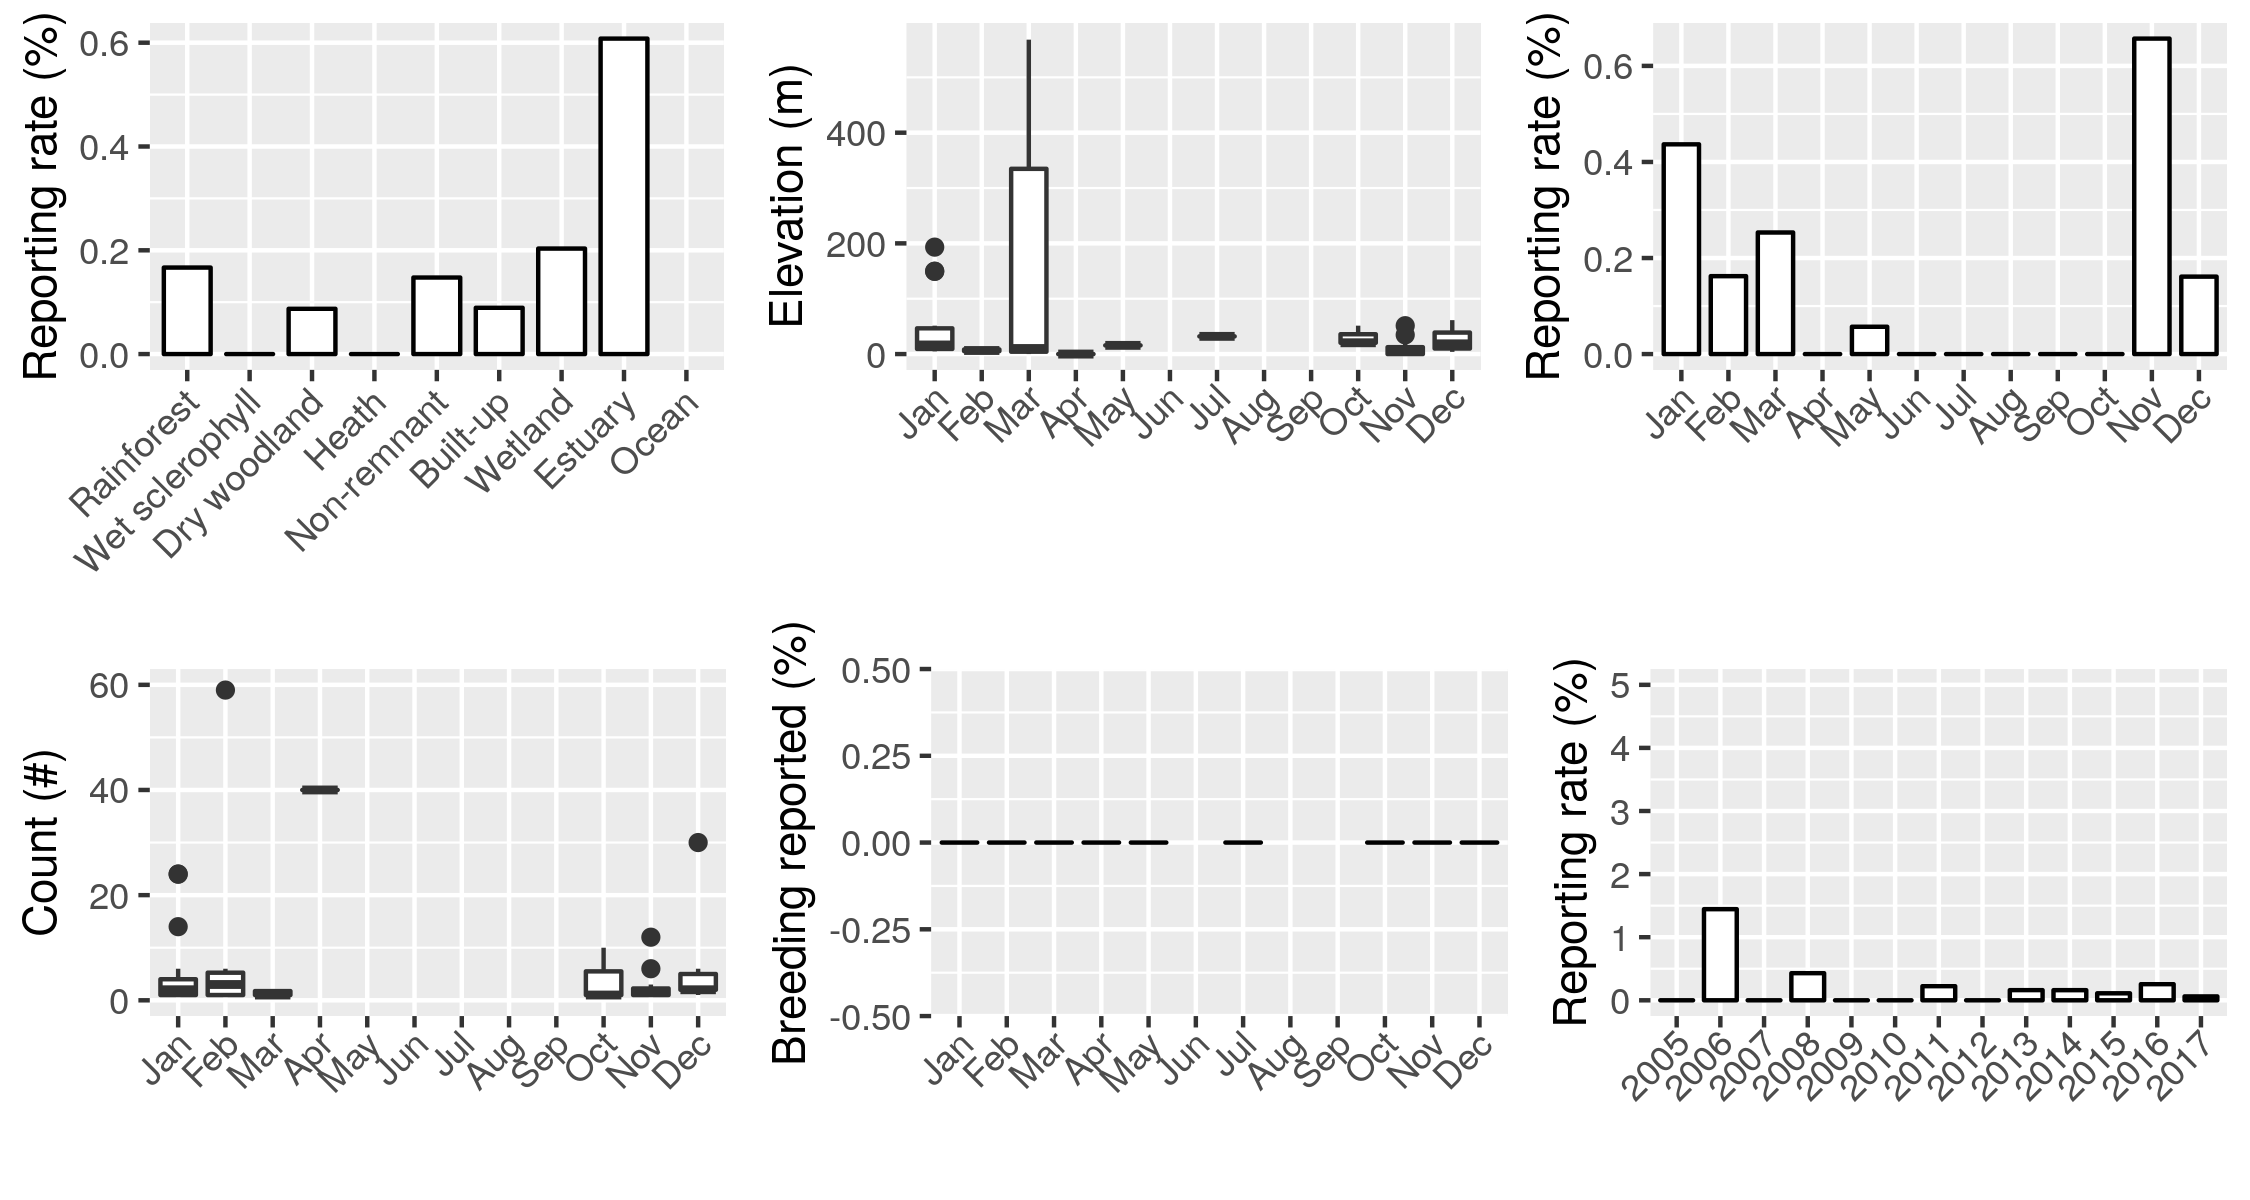 Reporting rate (%)
0.6
0.4
0.2
0.0
Rainforest
Wet sclerophyll
Dry woodland
Heath
Non-remnant
Built-up
Wetland
Estuary
Ocean
Elevation (m)
400
200
0
Jan
Feb
Mar
Apr
May
Jun
Jul
Aug
Sep
Oct
Nov
Dec
Reporting rate (%)
0.6
0.4
0.2
0.0
Jan
Feb
Mar
Apr
May
Jun
Jul
Aug
Sep
Oct
Nov
Dec
Count (#)
60
40
20
0
Jan
Feb
Mar
Apr
May
Jun
Jul
Aug
Sep
Oct
Nov
Dec
Breeding reported (%)
0.50
0.25
0.00
-0.25
-0.50
Jan
Feb
Mar
Apr
May
Jun
Jul
Aug
Sep
Oct
Nov
Dec
Reporting rate (%)
5
4
3
2
1
0
2005
2006
2007
2008
2009
2010
2011
2012
2013
2014
2015
2016
2017